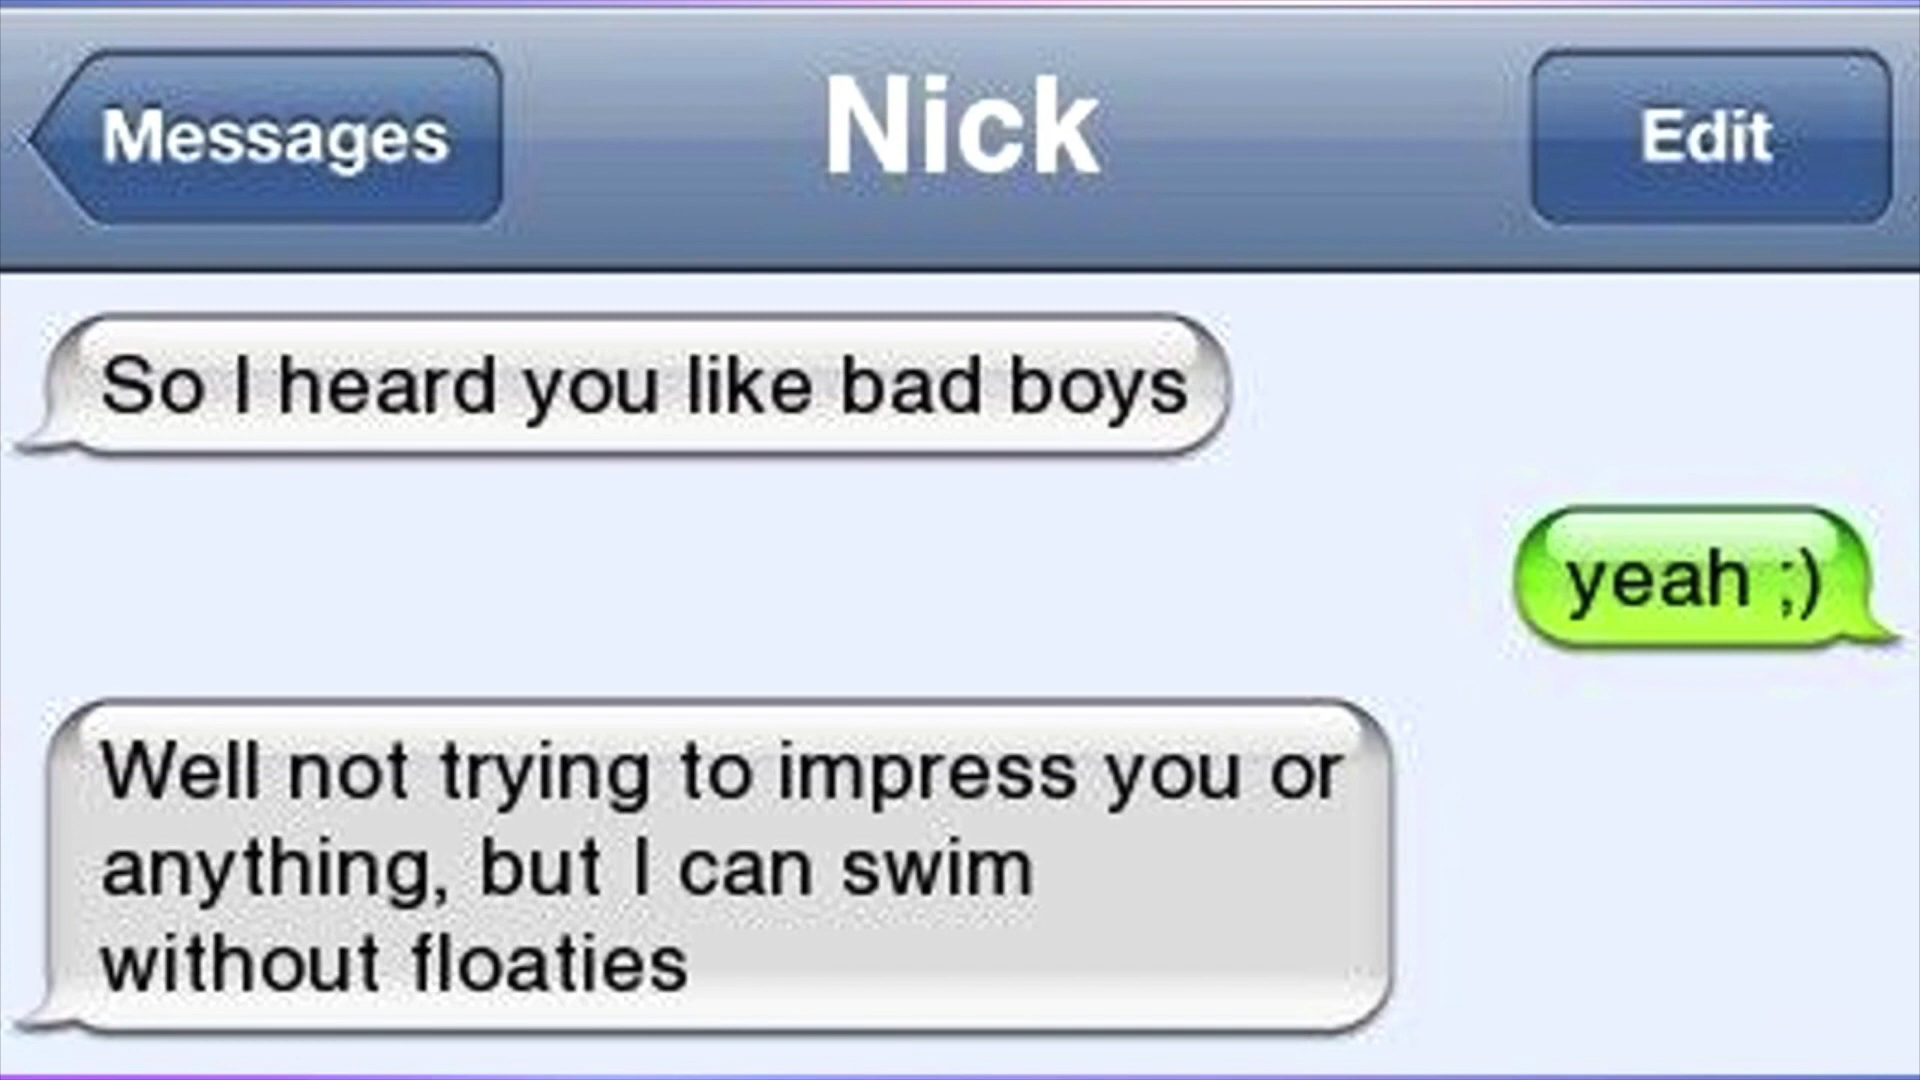 Messages
Nick
Edit
So I heard you like bad boys
yeah ;)
Well not trying to impress you or
anything, but I can swim
without floaties